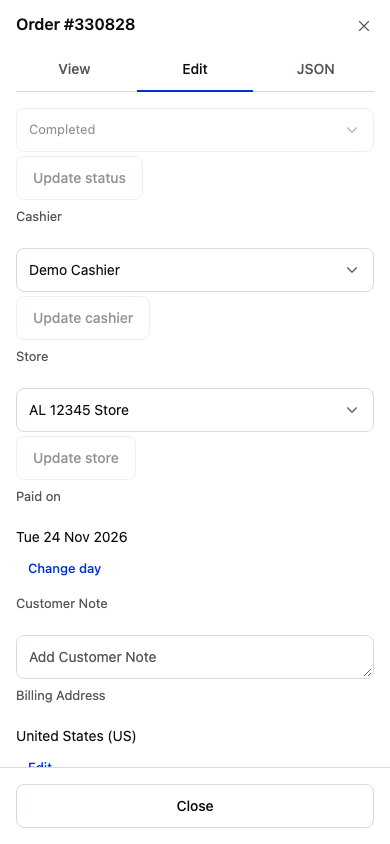 Order #330828
View
Edit
JSON
Completed
Update status
Cashier
Demo Cashier
Update cashier
Store
AL 12345 Store
Update store
Paid on
Tue 24 Nov 2026
Change day
Customer Note
Add Customer Note
Billing Address
United States (US)
Edit
Close